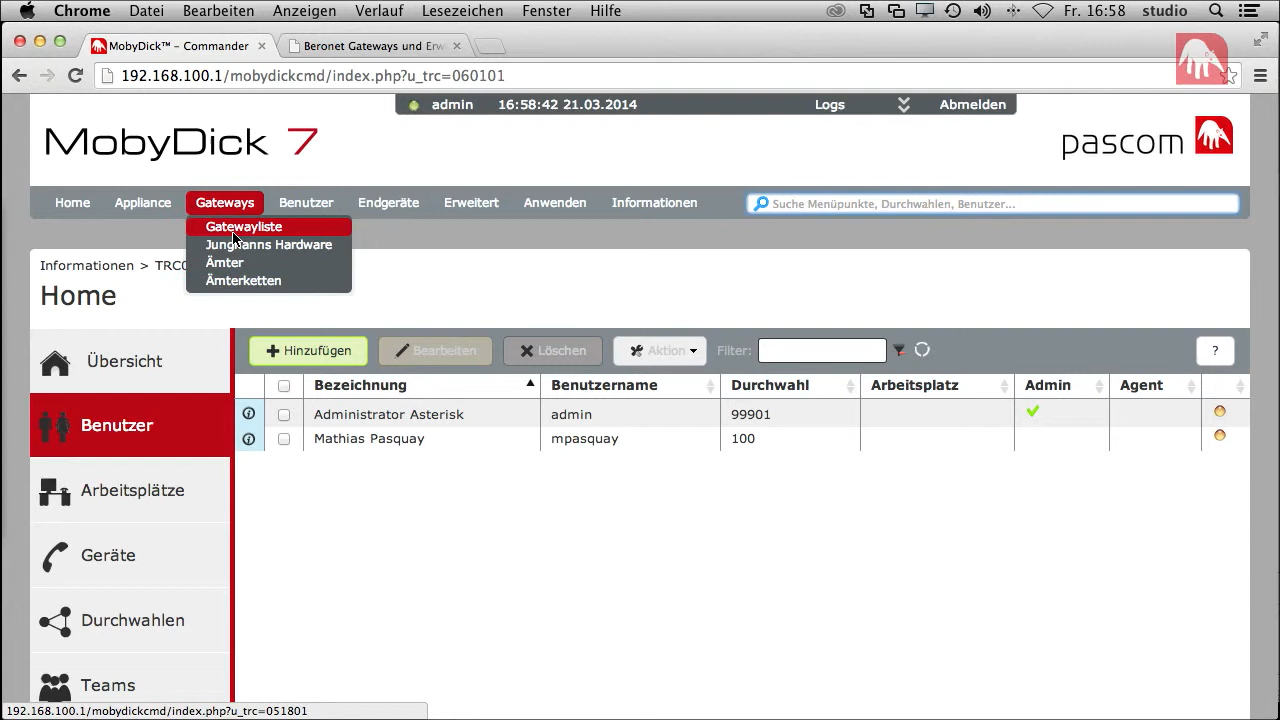 Chrome Datei Bearbeiten Anzeigen Verlauf Lesezeichen Fenster Hilfe Fr. 16:58 studio
MobyDick™ – Commander Beronet Gateways und Erw
192.168.100.1/mobydickcmd/index.php?u_trc=060101
admin 16:58:42 21.03.2014 Logs Abmelden
MobyDick 7 pascom
Home Appliance Gateways Benutzer Endgeräte Erweitert Anwenden Informationen Suche Menüpunkte, Durchwahlen, Benutzer...
Gatewayliste
Junghanns Hardware
Ämter
Ämterketten
Informationen > TRC0
Home
Übersicht
Benutzer
Arbeitsplätze
Geräte
Durchwahlen
Teams
Hinzufügen Bearbeiten Löschen Aktion Filter: ?
Bezeichnung Benutzername Durchwahl Arbeitsplatz Admin Agent
Administrator Asterisk admin 99901
Mathias Pasquay mpasquay 100
192.168.100.1/mobydickcmd/index.php?u_trc=051801